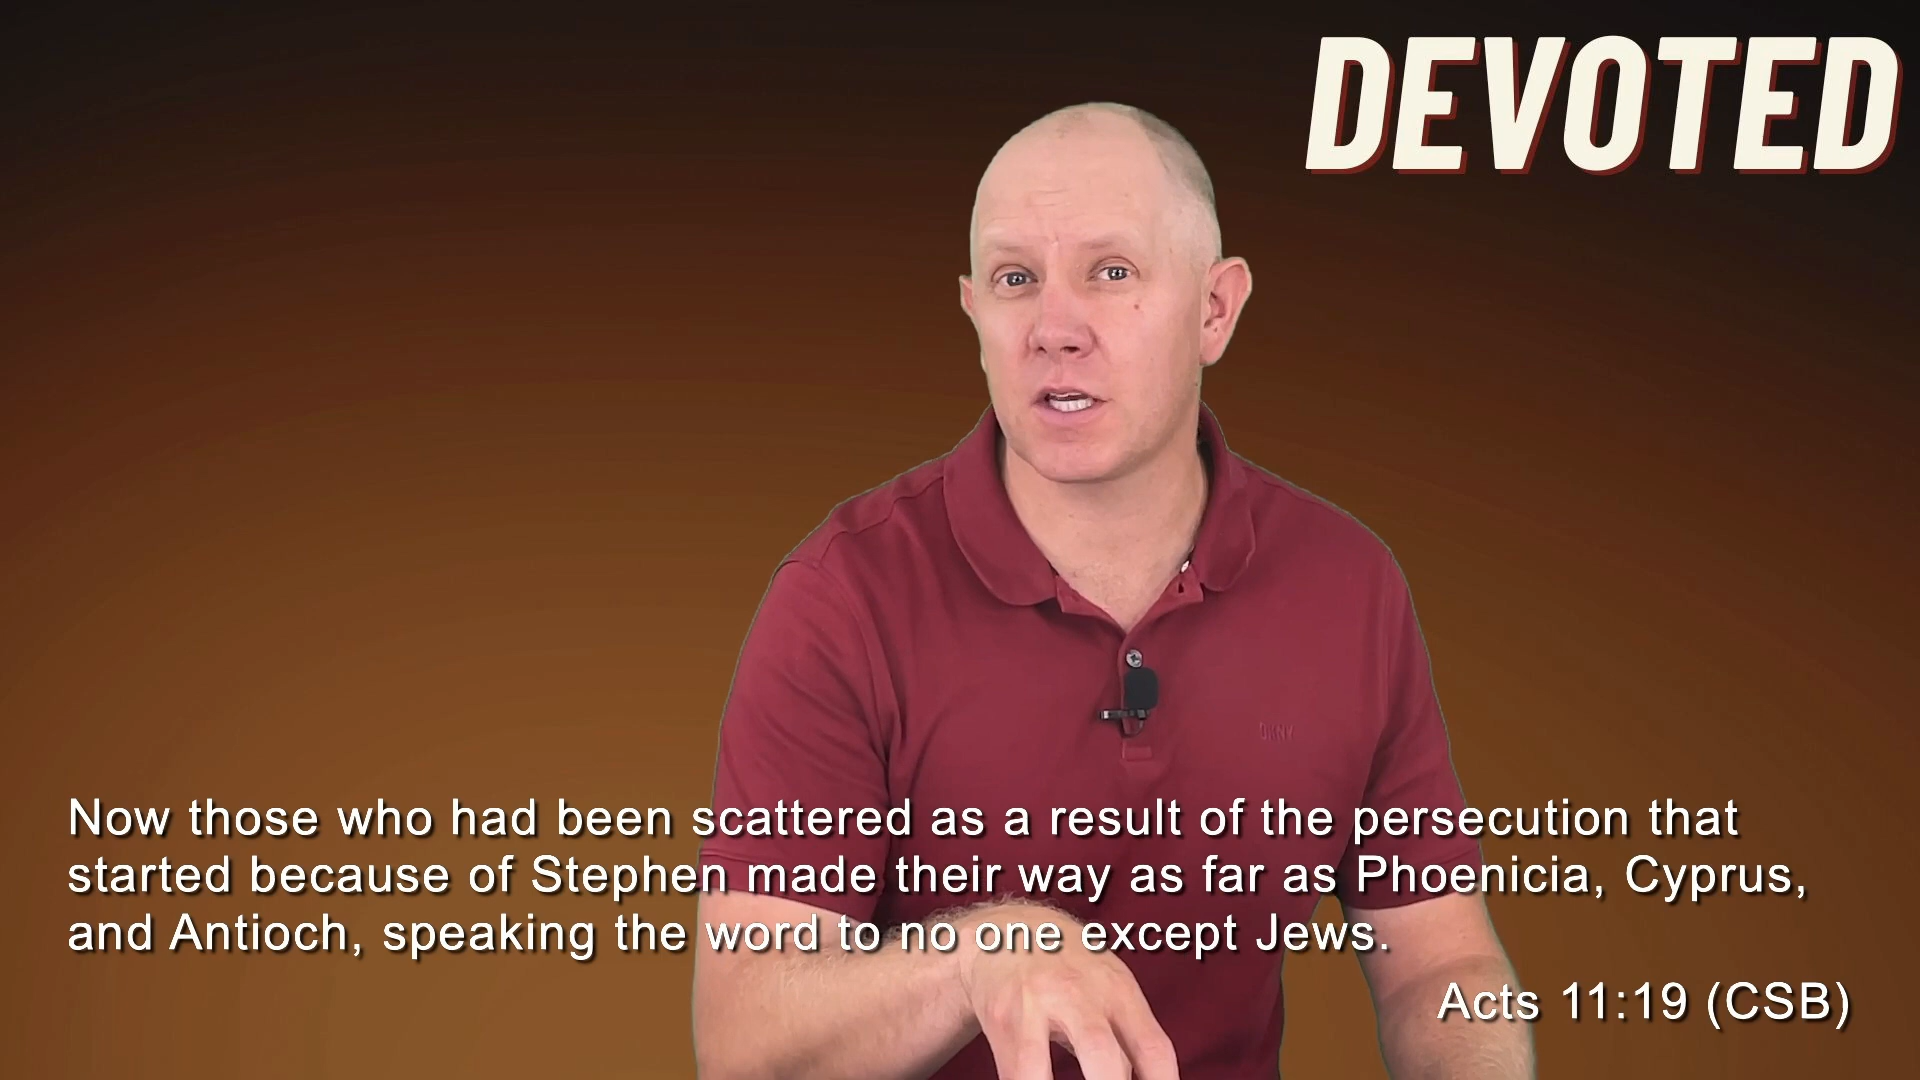 DEVOTED
DKNY
Now those who had been scattered as a result of the persecution that
started because of Stephen made their way as far as Phoenicia, Cyprus,
and Antioch, speaking the word to no one except Jews.
Acts 11:19 (CSB)